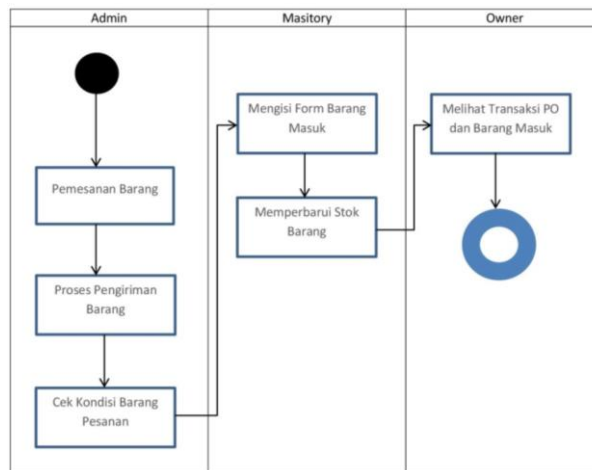 Admin
Masitory
Owner
Pemesanan Barang
Proses Pengiriman
Barang
Cek Kondisi Barang
Pesanan
Mengisi Form Barang
Masuk
Memperbarui Stok
Barang
Melihat Transaksi PO
dan Barang Masuk